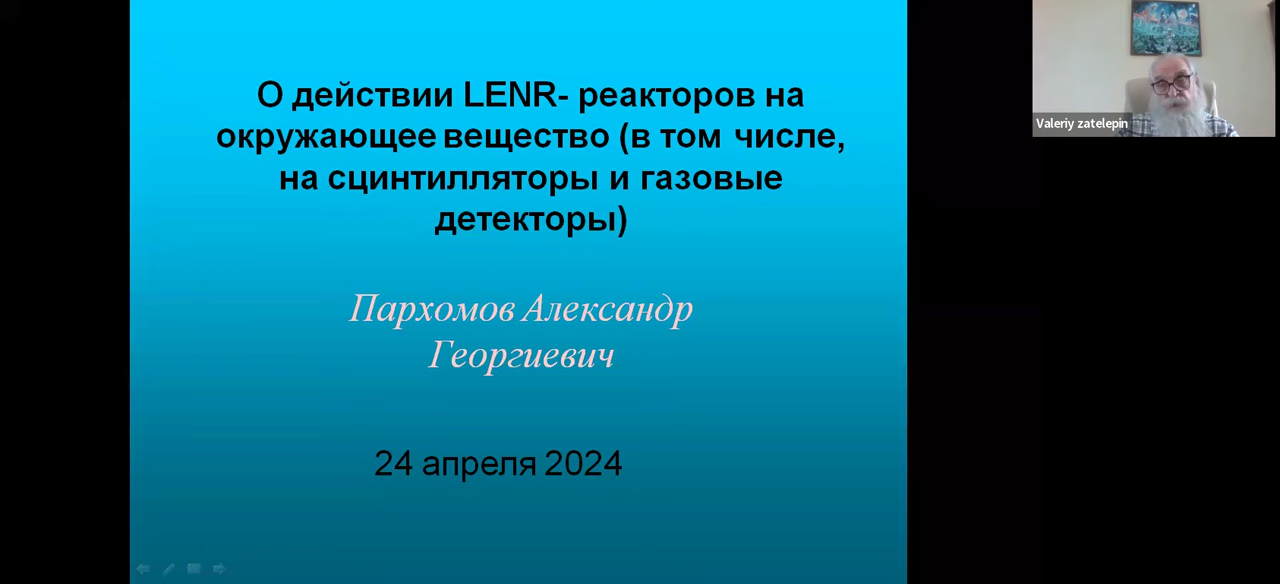 О действии LENR- реакторов на
окружающее вещество (в том числе,
на сцинтилляторы и газовые
детекторы)
Пархомов Александр
Георгиевич
24 апреля 2024
Valeriy zatelepin